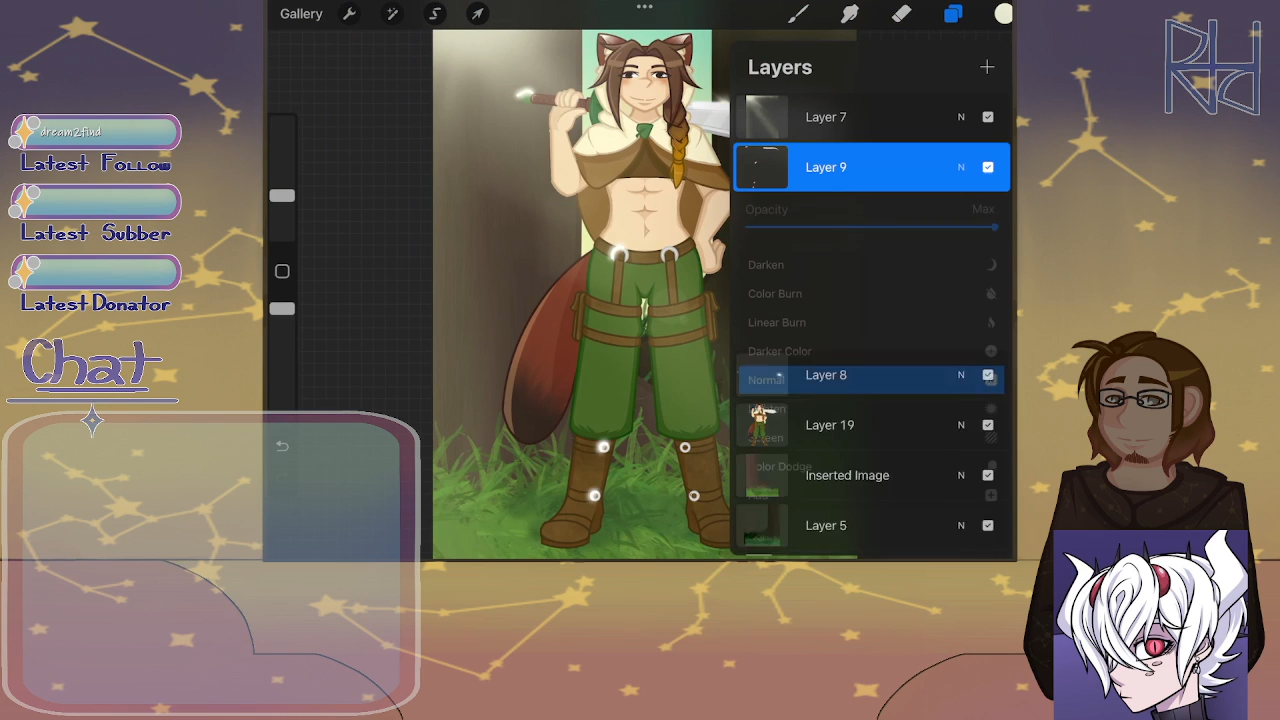 Gallery
Layers
Layer 7 N
Layer 9 N
Opacity Max
Darken
Color Burn
Linear Burn
Darker Color
Normal
Layer 8 N
Layer 19 N
Inserted Image N
Layer 5 N
dream2find
Latest Follow
Latest Subber
Latest Donator
Chat